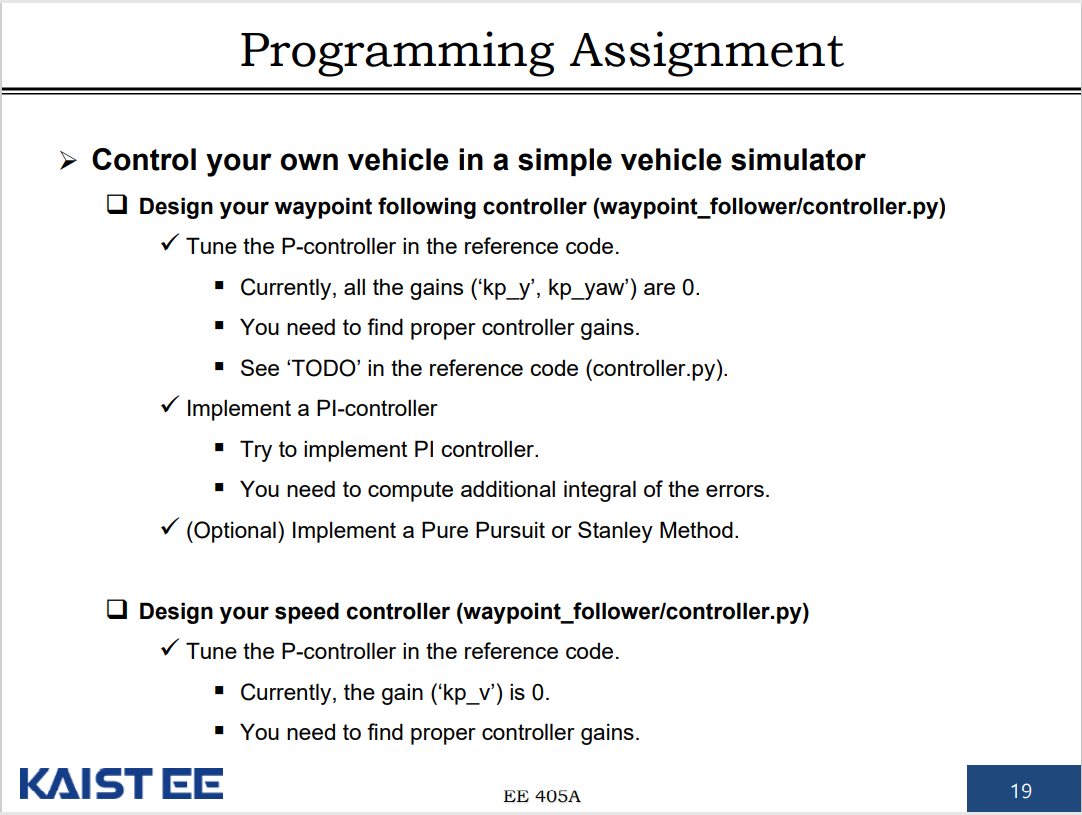 Programming Assignment
➢ Control your own vehicle in a simple vehicle simulator
❑ Design your waypoint following controller (waypoint_follower/controller.py)
✓ Tune the P-controller in the reference code.
▪ Currently, all the gains (‘kp_y’, kp_yaw’) are 0.
▪ You need to find proper controller gains.
▪ See ‘TODO’ in the reference code (controller.py).
✓ Implement a PI-controller
▪ Try to implement PI controller.
▪ You need to compute additional integral of the errors.
✓ (Optional) Implement a Pure Pursuit or Stanley Method.
❑ Design your speed controller (waypoint_follower/controller.py)
✓ Tune the P-controller in the reference code.
▪ Currently, the gain (‘kp_v’) is 0.
▪ You need to find proper controller gains.
KAIST EE
EE 405A
19